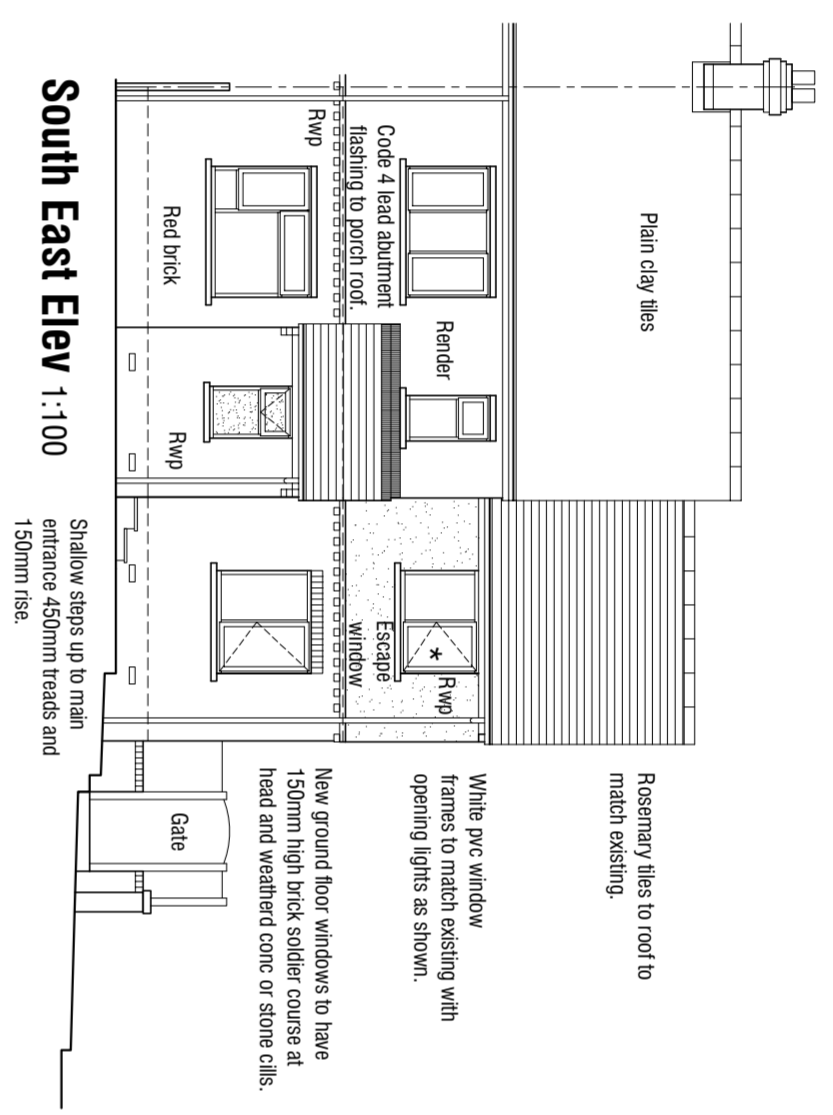 Plain clay tiles
Rosemary tiles to roof to
match existing.
Code 4 lead abutment
flashing to porch roof.
Render
Rwp
White pvc window
frames to match existing with
opening lights as shown.
*
Escape
window
Rwp
Red brick
Rwp
New ground floor windows to have
150mm high brick soldier course at
head and weatherd conc or stone cills.
Gate
South East Elev 1:100
Shallow steps up to main
entrance 450mm treads and
150mm rise.